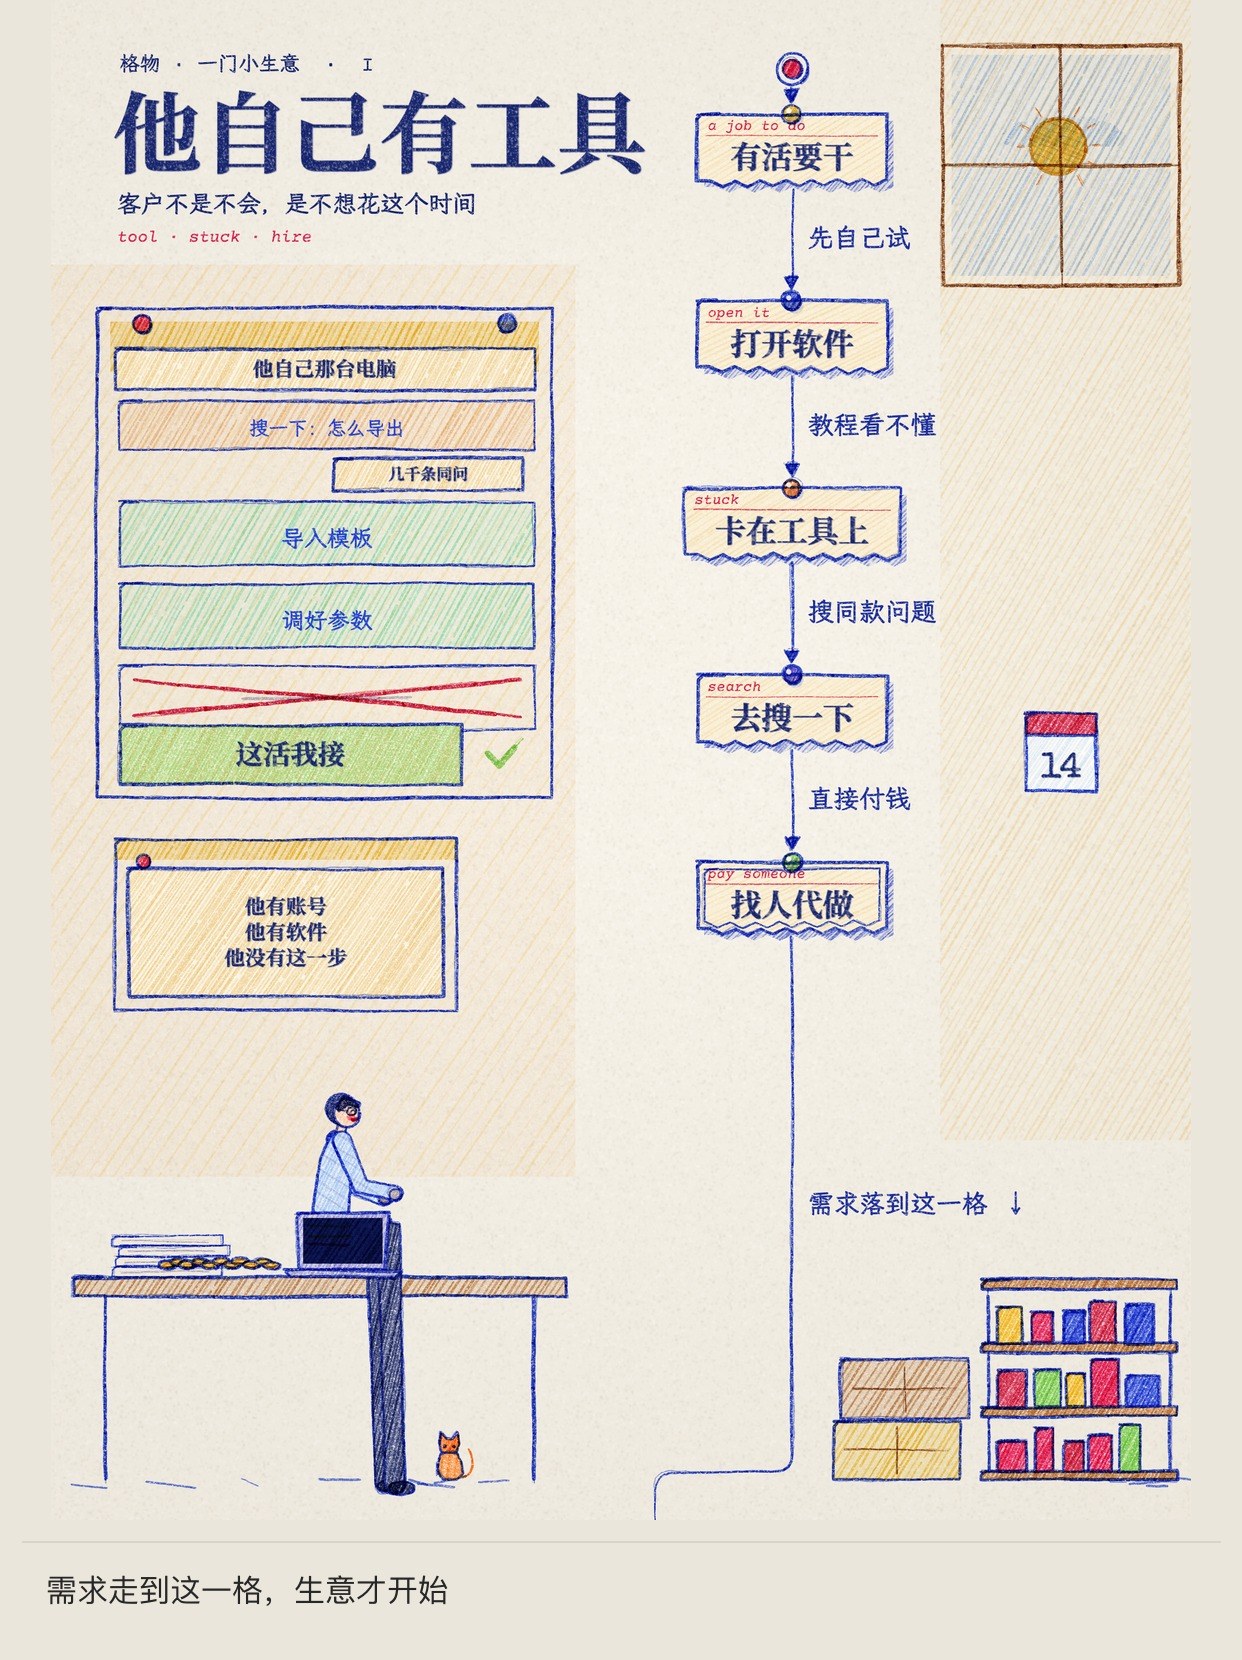 格物 · 一门小生意 · I
他自己有工具
客户不是不会，是不想花这个时间
tool · stuck · hire
他自己那台电脑
搜一下：怎么导出
几千条同问
导入模板
调好参数
这活我接
他有账号
他有软件
他没有这一步
a job to do
有活要干
先自己试
open it
打开软件
教程看不懂
stuck
卡在工具上
搜同款问题
search
去搜一下
直接付钱
pay someone
找人代做
需求落到这一格 ↓
14
需求走到这一格，生意才开始